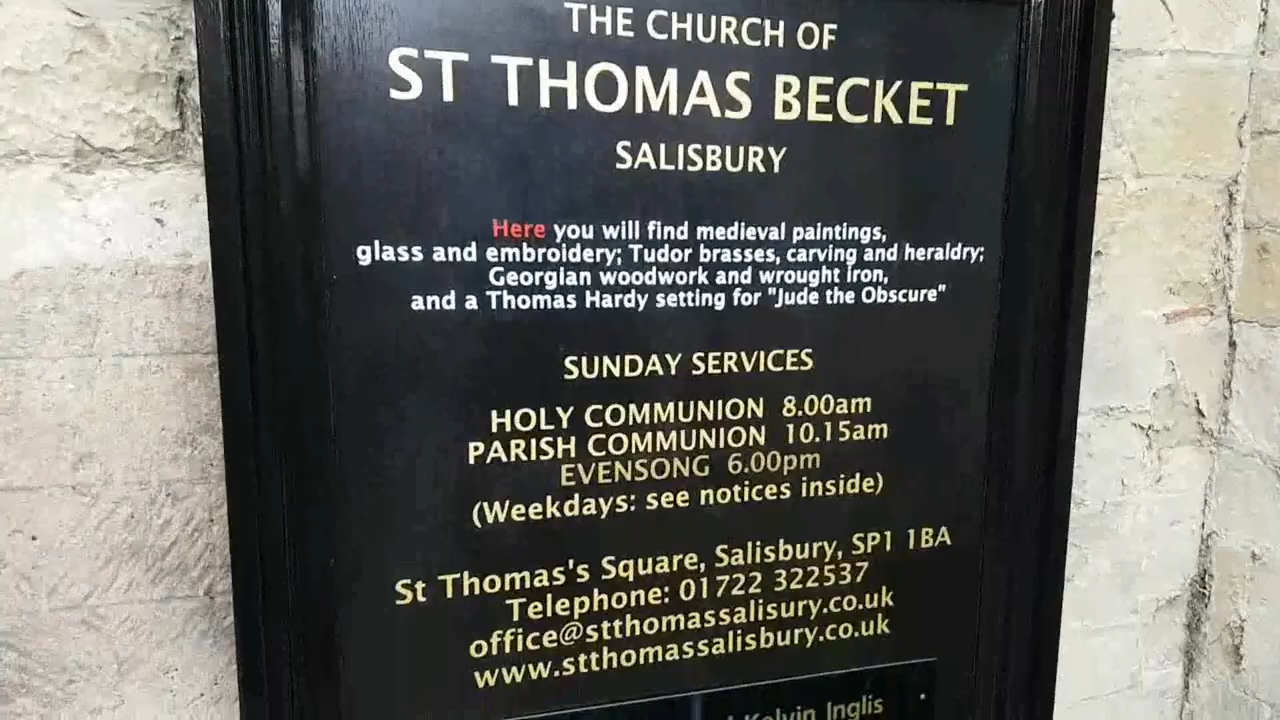 THE CHURCH OF
ST THOMAS BECKET
SALISBURY
Here you will find medieval paintings,
glass and embroidery; Tudor brasses, carving and heraldry;
Georgian woodwork and wrought iron,
and a Thomas Hardy setting for "Jude the Obscure"
SUNDAY SERVICES
HOLY COMMUNION 8.00am
PARISH COMMUNION 10.15am
EVENSONG 6.00pm
(Weekdays: see notices inside)
St Thomas's Square, Salisbury, SP1 1BA
Telephone: 01722 322537
office@stthomassalisury.co.uk
www.stthomassalisbury.co.uk
Kelvin Inglis